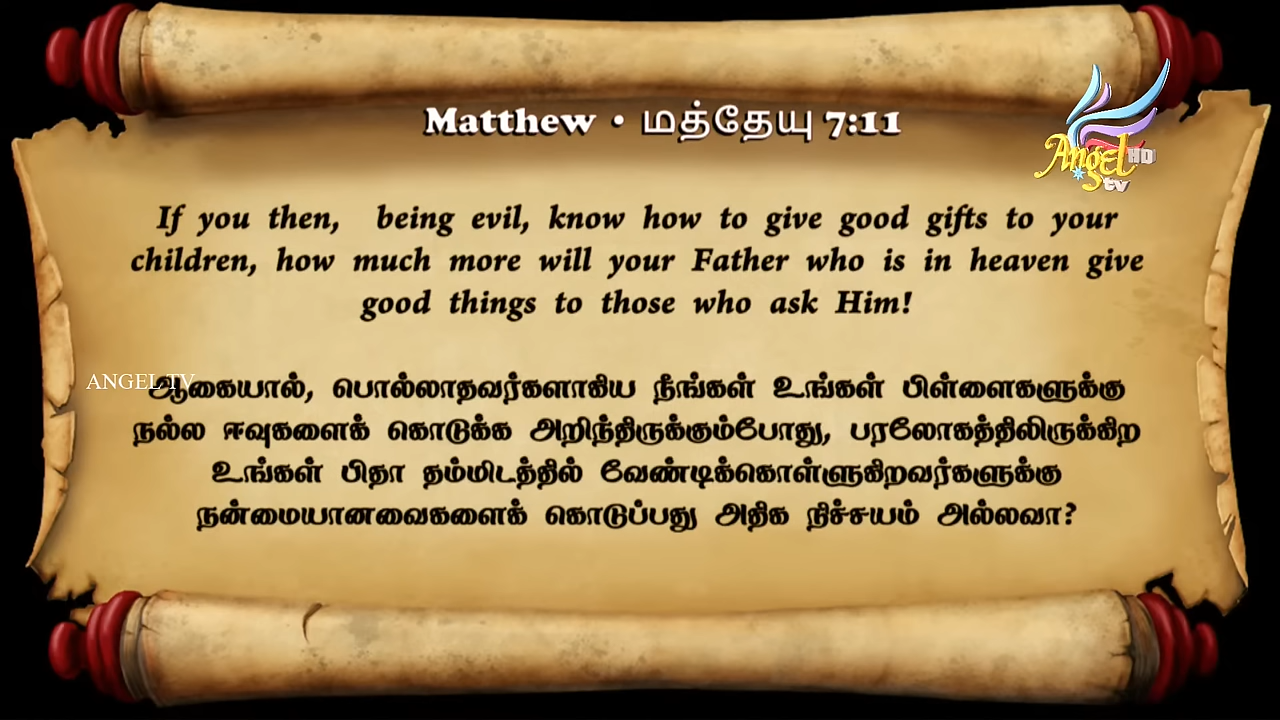 Matthew • மத்தேயு 7:11
Angel HD
tv
If you then, being evil, know how to give good gifts to your
children, how much more will your Father who is in heaven give
good things to those who ask Him!
ANGEL TV
ஆகையால், பொல்லாதவர்களாகிய நீங்கள் உங்கள் பிள்ளைகளுக்கு
நல்ல ஈவுகளைக் கொடுக்க அறிந்திருக்கும்போது, பரலோகத்திலிருக்கிற
உங்கள் பிதா தம்மிடத்தில் வேண்டிக்கொள்ளுகிறவர்களுக்கு
நன்மையானவைகளைக் கொடுப்பது அதிக நிச்சயம் அல்லவா?